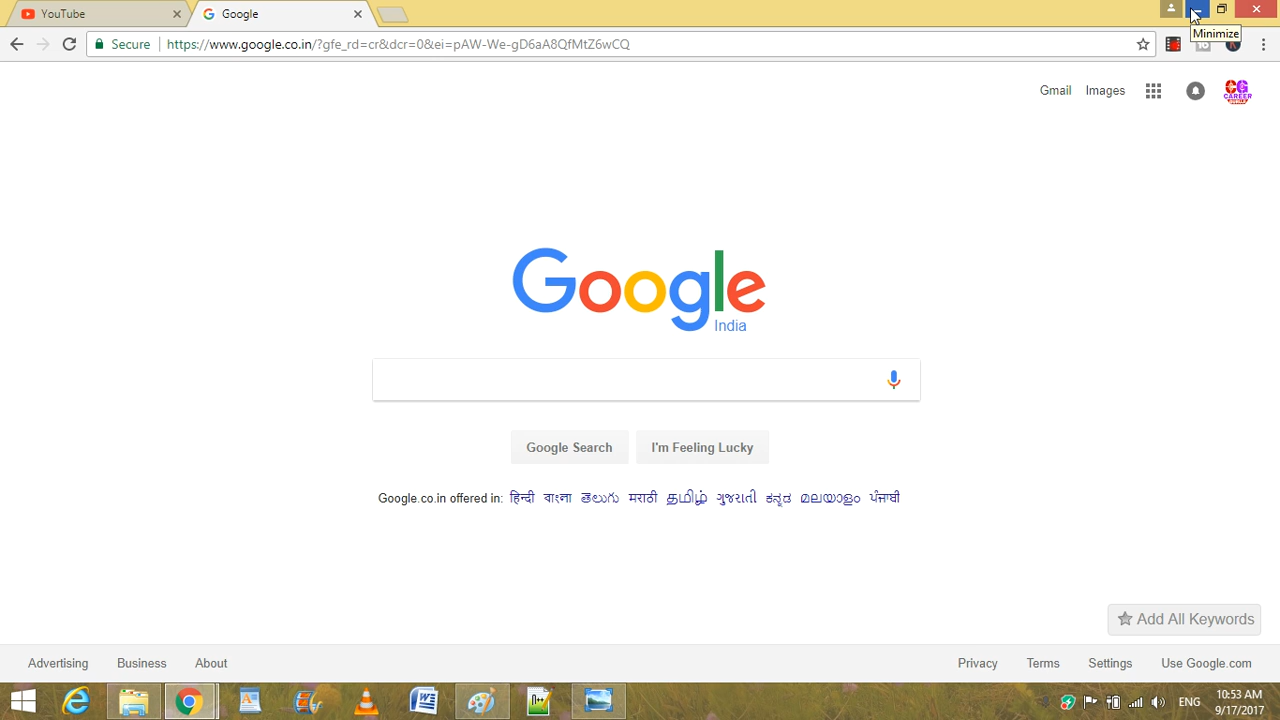 YouTube
Google
Minimize
Secure
https://www.google.co.in/?gfe_rd=cr&dcr=0&ei=pAW-We-gD6aA8QfMtZ6wCQ
Gmail Images
CG
CAREER
Google
India
Google Search I'm Feeling Lucky
Google.co.in offered in: हिन्दी বাংলা తెలుగు मराठी தமிழ் ગુજરાતી ಕನ್ನಡ മലയാളം ਪੰਜਾਬੀ
Add All Keywords
Advertising Business About Privacy Terms Settings Use Google.com
ENG
10:53 AM
9/17/2017